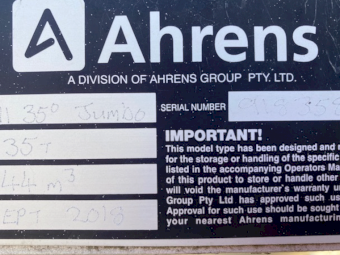 Ahrens
A DIVISION OF AHRENS GROUP PTY. LTD.
35° Jumbo SERIAL NUMBER
35T
44 m³
EPT 2018
IMPORTANT!
This model type has been designed and
for the storage or handling of the specific
listed in the accompanying Operators Ma
of this product to store or handle other
will void the manufacturer's warranty u
Group Pty Ltd has approved such us
Approval for such use should be sought
your nearest Ahrens manufacturin